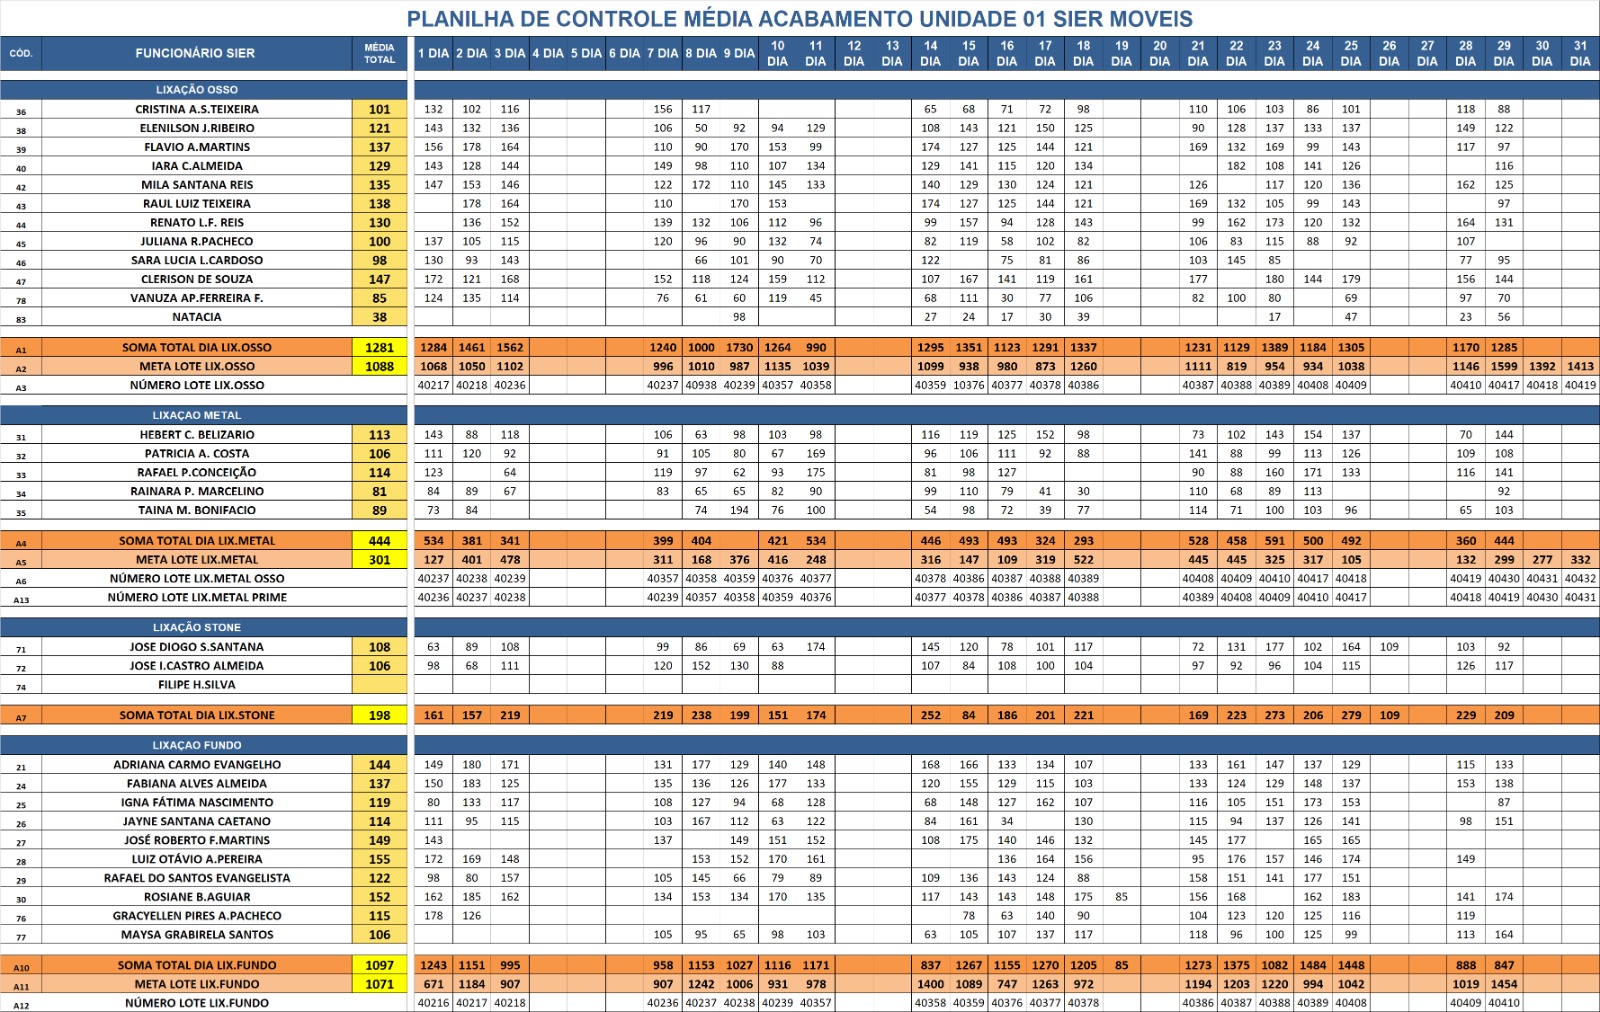 PLANILHA DE CONTROLE MÉDIA ACABAMENTO UNIDADE 01 SIER MOVEIS
CÓD. FUNCIONÁRIO SIER MÉDIA TOTAL 1 DIA 2 DIA 3 DIA 4 DIA 5 DIA 6 DIA 7 DIA 8 DIA 9 DIA 10 DIA 11 DIA 12 DIA 13 DIA 14 DIA 15 DIA 16 DIA 17 DIA 18 DIA 19 DIA 20 DIA 21 DIA 22 DIA 23 DIA 24 DIA 25 DIA 26 DIA 27 DIA 28 DIA 29 DIA 30 DIA 31 DIA
LIXAÇÃO OSSO
36 CRISTINA A.S.TEIXEIRA 101 132 102 116 156 117 65 68 71 72 98 110 106 103 86 101 118 88
38 ELENILSON J.RIBEIRO 121 143 132 136 106 50 92 94 129 108 143 121 150 125 90 128 137 133 137 149 122
39 FLAVIO A.MARTINS 137 156 178 164 110 90 170 153 99 174 127 125 144 121 169 132 169 99 143 117 97
40 IARA C.ALMEIDA 129 143 128 144 149 98 110 107 134 129 141 115 120 134 182 108 141 126 116
42 MILA SANTANA REIS 135 147 153 146 122 172 110 145 133 140 129 130 124 121 126 117 120 136 162 125
43 RAUL LUIZ TEIXEIRA 138 178 164 110 170 153 174 127 125 144 121 169 132 105 99 143 97
44 RENATO L.F. REIS 130 136 152 139 132 106 112 96 99 157 94 128 143 99 162 173 120 132 164 131
45 JULIANA R.PACHECO 100 137 105 115 120 96 90 132 74 82 119 58 102 82 106 83 115 88 92 107
46 SARA LUCIA L.CARDOSO 98 130 93 143 66 101 90 70 122 75 81 86 103 145 85 77 95
47 CLERISON DE SOUZA 147 172 121 168 152 118 124 159 112 107 167 141 119 161 177 180 144 179 156 144
78 VANUZA AP.FERREIRA F. 85 124 135 114 76 61 60 119 45 68 111 30 77 106 82 100 80 69 97 70
83 NATACIA 38 98 27 24 17 30 39 17 47 23 56
A1 SOMA TOTAL DIA LIX.OSSO 1281 1284 1461 1562 1240 1000 1730 1264 990 1295 1351 1123 1291 1337 1231 1129 1389 1184 1305 1170 1285
A2 META LOTE LIX.OSSO 1088 1068 1050 1102 996 1010 987 1135 1039 1099 938 980 873 1260 1111 819 954 934 1038 1146 1599 1392 1413
A3 NÚMERO LOTE LIX.OSSO 40217 40218 40236 40237 40938 40239 40357 40358 40359 10376 40377 40378 40386 40387 40388 40389 40408 40409 40410 40417 40418 40419
LIXAÇAO METAL
31 HEBERT C. BELIZARIO 113 143 88 118 106 63 98 103 98 116 119 125 152 98 73 102 143 154 137 70 144
32 PATRICIA A. COSTA 106 111 120 92 91 105 80 67 169 96 106 111 92 88 141 88 99 113 126 109 108
33 RAFAEL P.CONCEIÇÃO 114 123 64 119 97 62 93 175 81 98 127 90 88 160 171 133 116 141
34 RAINARA P. MARCELINO 81 84 89 67 83 65 65 82 90 99 110 79 41 30 110 68 89 113 92
35 TAINA M. BONIFACIO 89 73 84 74 194 76 100 54 98 72 39 77 114 71 100 103 96 65 103
A4 SOMA TOTAL DIA LIX.METAL 444 534 381 341 399 404 421 534 446 493 493 324 293 528 458 591 500 492 360 444
A5 META LOTE LIX.METAL 301 127 401 478 311 168 376 416 248 316 147 109 319 522 445 445 325 317 105 132 299 277 332
A6 NÚMERO LOTE LIX.METAL OSSO 40237 40238 40239 40357 40358 40359 40376 40377 40378 40386 40387 40388 40389 40408 40409 40410 40417 40418 40419 40430 40431 40432
A13 NÚMERO LOTE LIX.METAL PRIME 40236 40237 40238 40239 40357 40358 40359 40376 40377 40378 40386 40387 40388 40389 40408 40409 40410 40417 40418 40419 40430 40431
LIXAÇÃO STONE
71 JOSE DIOGO S.SANTANA 108 63 89 108 99 86 69 63 174 145 120 78 101 117 72 131 177 102 164 109 103 92
72 JOSE I.CASTRO ALMEIDA 106 98 68 111 120 152 130 88 107 84 108 100 104 97 92 96 104 115 126 117
74 FILIPE H.SILVA
A7 SOMA TOTAL DIA LIX.STONE 198 161 157 219 219 238 199 151 174 252 84 186 201 221 169 223 273 206 279 109 229 209
LIXAÇAO FUNDO
21 ADRIANA CARMO EVANGELHO 144 149 180 171 131 177 129 140 148 168 166 133 134 107 133 161 147 137 129 115 133
24 FABIANA ALVES ALMEIDA 137 150 183 125 135 136 126 177 133 120 155 129 115 103 133 124 129 148 137 153 138
25 IGNA FÁTIMA NASCIMENTO 119 80 133 117 108 127 94 68 128 68 148 127 162 107 116 105 151 173 153 87
26 JAYNE SANTANA CAETANO 114 111 95 115 103 167 112 63 122 84 161 34 130 115 94 137 126 141 98 151
27 JOSÉ ROBERTO F.MARTINS 149 143 137 149 151 152 108 175 140 146 132 145 177 165 165
28 LUIZ OTÁVIO A.PEREIRA 155 172 169 148 153 152 170 161 136 164 156 95 176 157 146 174 149
29 RAFAEL DO SANTOS EVANGELISTA 122 98 80 157 105 145 66 79 89 109 136 143 124 88 158 151 141 177 151
30 ROSIANE B.AGUIAR 152 162 185 162 134 153 134 170 135 117 143 143 148 175 85 156 168 162 183 141 174
76 GRACYELLEN PIRES A.PACHECO 115 178 126 78 63 140 90 104 123 120 125 116 119
77 MAYSA GRABIRELA SANTOS 106 105 95 65 98 103 63 105 107 137 117 118 96 100 125 99 113 164
A10 SOMA TOTAL DIA LIX.FUNDO 1097 1243 1151 995 958 1153 1027 1116 1171 837 1267 1155 1270 1205 85 1273 1375 1082 1484 1448 888 847
A11 META LOTE LIX.FUNDO 1071 671 1184 907 907 1242 1006 931 978 1400 1089 747 1263 972 1194 1203 1220 994 1042 1019 1454
A12 NÚMERO LOTE LIX.FUNDO 40216 40217 40218 40236 40237 40238 40239 40357 40358 40359 40376 40377 40378 40386 40387 40388 40389 40408 40409 40410